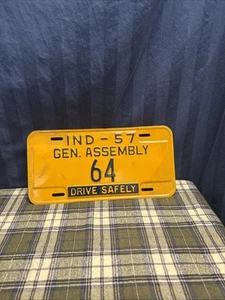 IND - 57
GEN. ASSEMBLY
64
DRIVE SAFELY